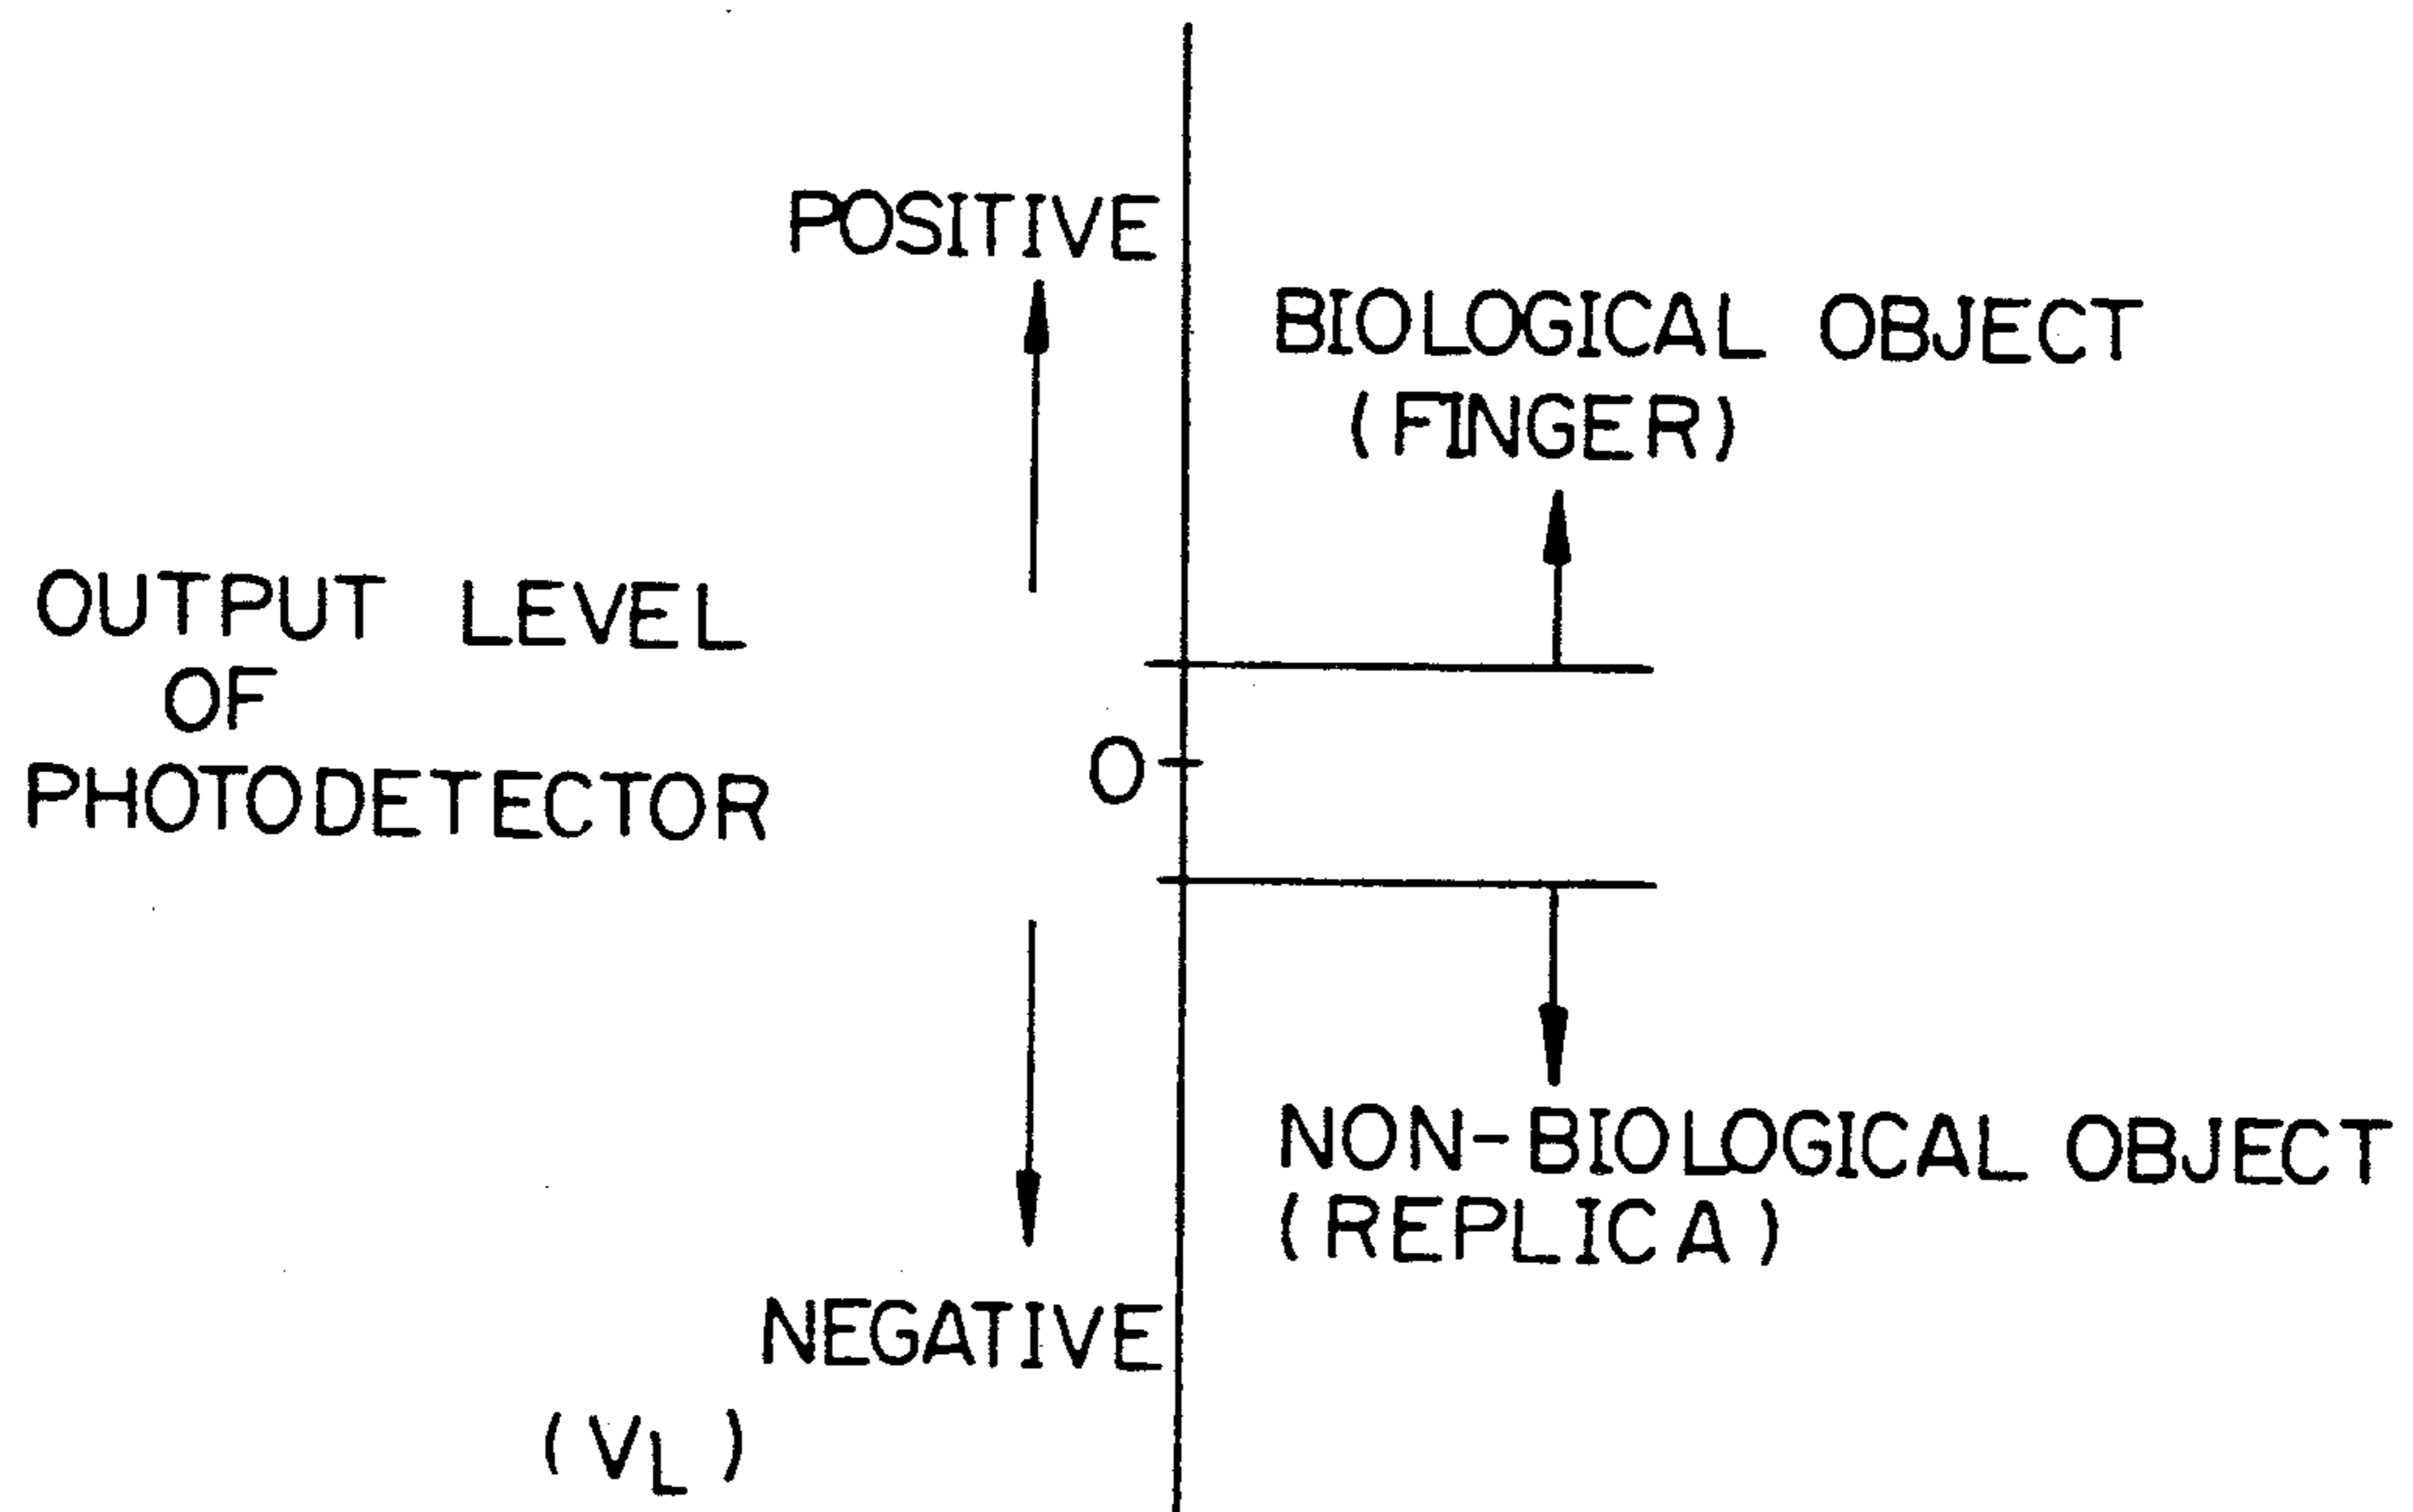 POSITIVE
BIOLOGICAL OBJECT
(FINGER)
OUTPUT LEVEL
OF
PHOTODETECTOR
0
NON-BIOLOGICAL OBJECT
(REPLICA)
NEGATIVE
(VL)